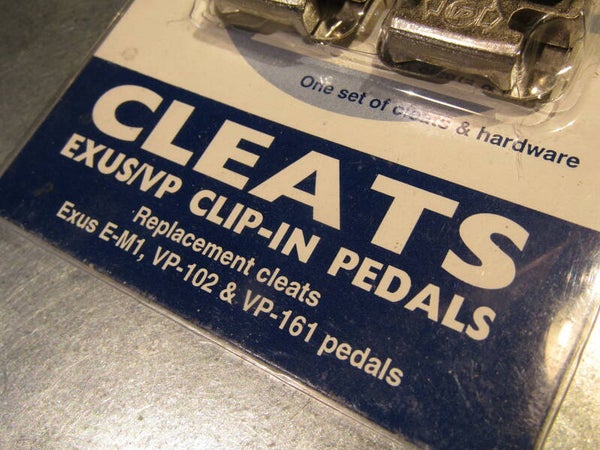 One set of cleats & hardware
CLEATS
EXUS/VP CLIP-IN PEDALS
Replacement cleats
Exus E-M1, VP-102 & VP-161 pedals